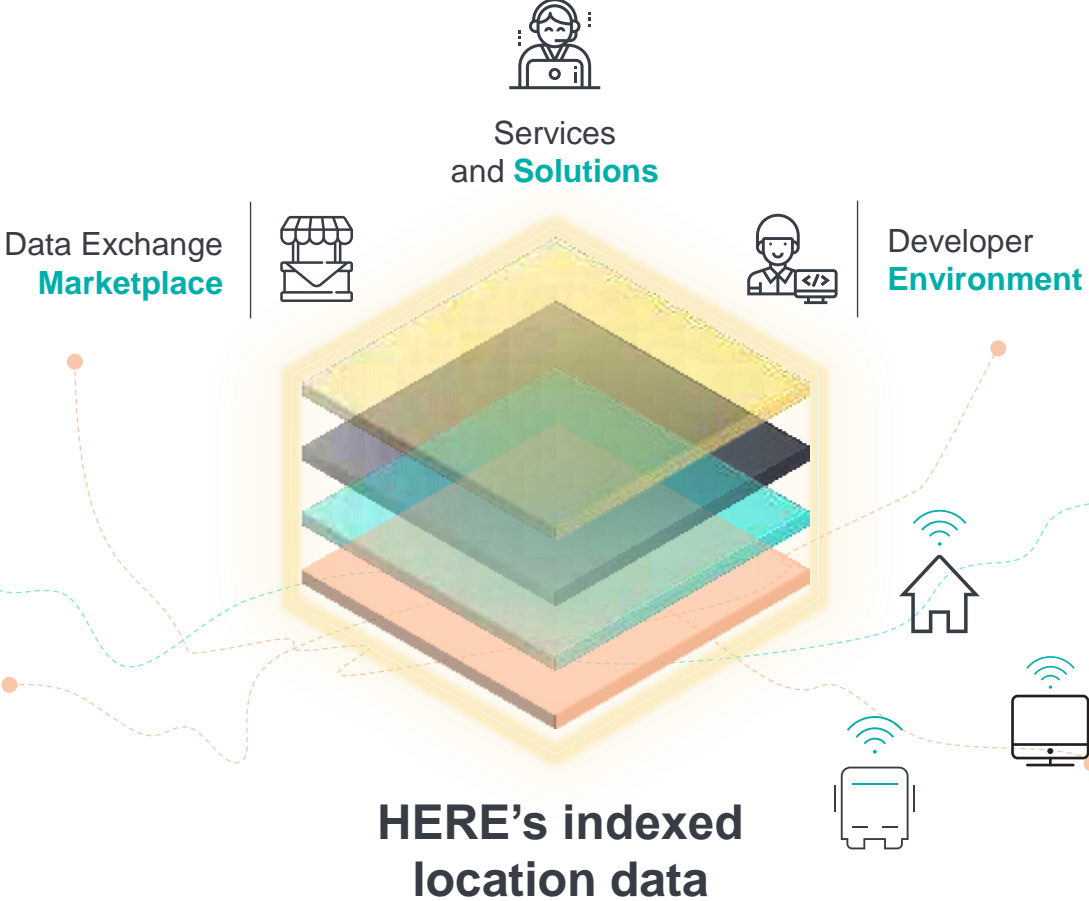 Services
and Solutions
Data Exchange
Marketplace
Developer
Environment
</>
HERE’s indexed
location data